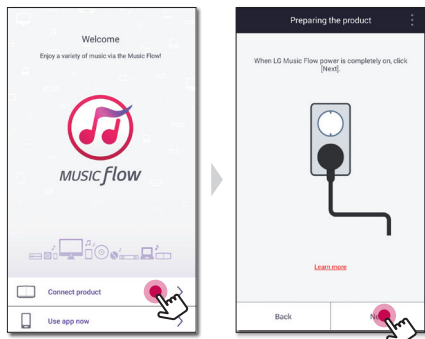 Welcome
Enjoy a variety of music via the Music Flow!
MUSIC flow
Connect product
Use app now
Preparing the product
When LG Music Flow power is completely on, click
[Next].
Learn more
Back